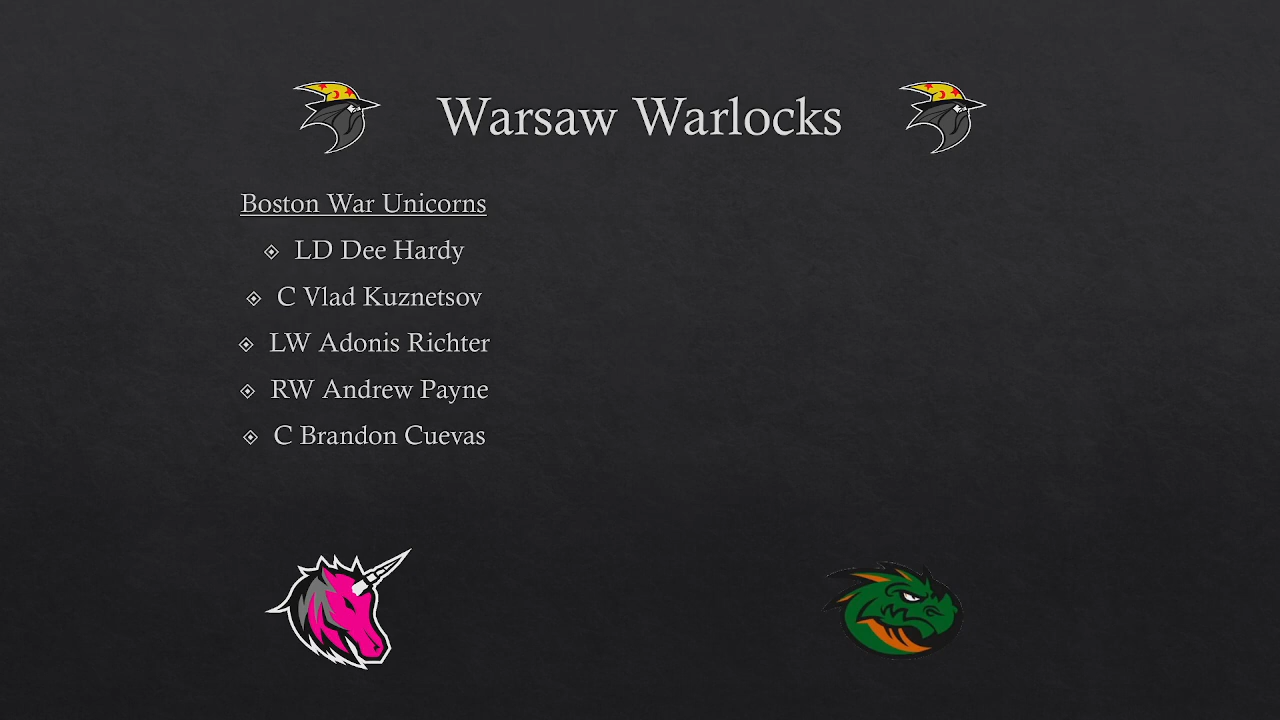 Warsaw Warlocks
Boston War Unicorns
LD Dee Hardy
C Vlad Kuznetsov
LW Adonis Richter
RW Andrew Payne
C Brandon Cuevas